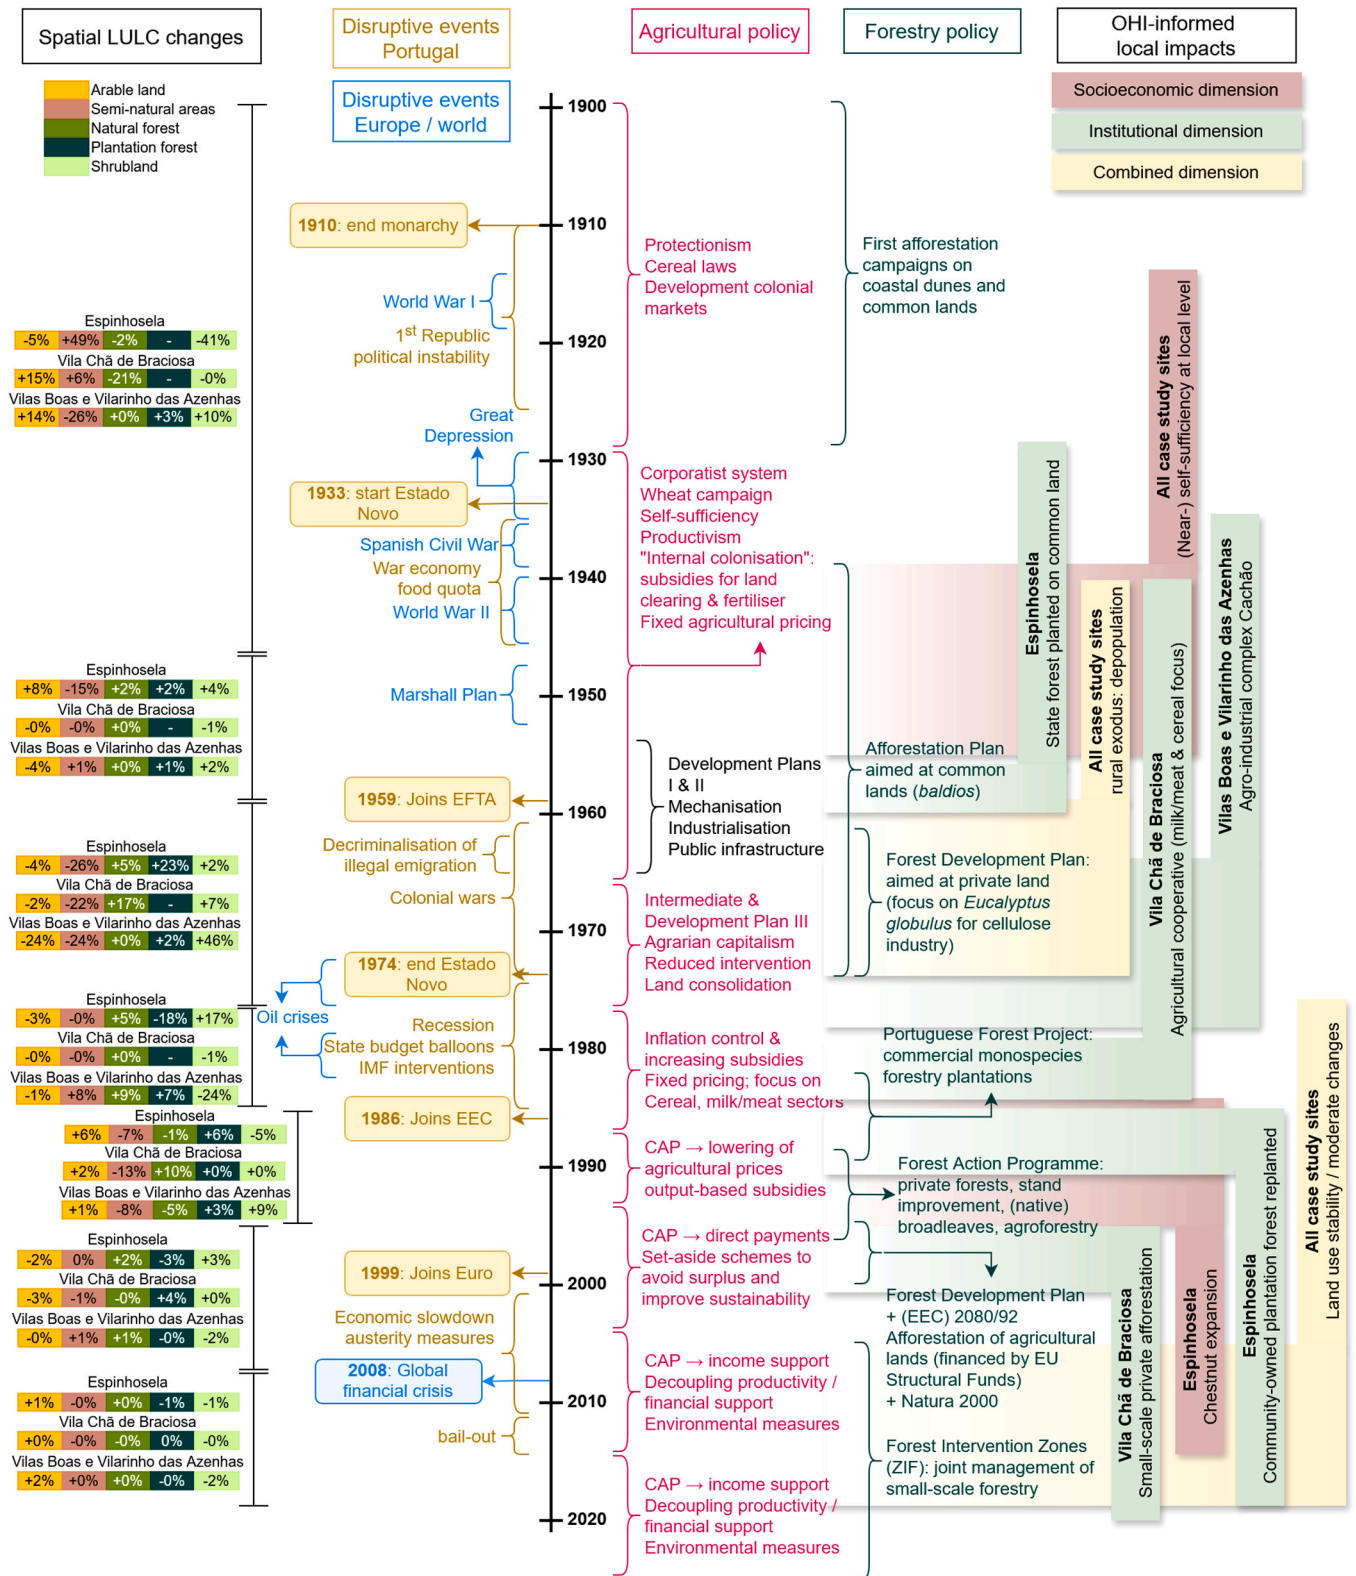 Spatial LULC changes
Disruptive events
Portugal
Agricultural policy
Forestry policy
OHI-informed
local impacts
Arable land
Semi-natural areas
Natural forest
Plantation forest
Shrubland
Disruptive events
Europe / world
Socioeconomic dimension
Institutional dimension
Combined dimension
Espinhosela
-5% +49% -2% - -41%
Vila Chã de Braciosa
+15% +6% -21% - -0%
Vilas Boas e Vilarinho das Azenhas
+14% -26% +0% +3% +10%
Espinhosela
+8% -15% +2% +2% +4%
Vila Chã de Braciosa
-0% -0% +0% - -1%
Vilas Boas e Vilarinho das Azenhas
-4% +1% +0% +1% +2%
Espinhosela
-4% -26% +5% +23% +2%
Vila Chã de Braciosa
-2% -22% +17% - +7%
Vilas Boas e Vilarinho das Azenhas
-24% -24% +0% +2% +46%
Espinhosela
-3% -0% +5% -18% +17%
Vila Chã de Braciosa
-0% -0% +0% - -1%
Vilas Boas e Vilarinho das Azenhas
-1% +8% +9% +7% -24%
Espinhosela
+6% -7% -1% +6% -5%
Vila Chã de Braciosa
+2% -13% +10% +0% +0%
Vilas Boas e Vilarinho das Azenhas
+1% -8% -5% +3% +9%
Espinhosela
-2% 0% +2% -3% +3%
Vila Chã de Braciosa
-3% -1% -0% +4% +0%
Vilas Boas e Vilarinho das Azenhas
-0% +1% +1% -0% -2%
Espinhosela
+1% -0% +0% -1% -1%
Vila Chã de Braciosa
+0% -0% -0% 0% -0%
Vilas Boas e Vilarinho das Azenhas
+2% +0% +0% -0% -2%
1910: end monarchy
World War I
1st Republic
political instability
Great
Depression
1933: start Estado
Novo
Spanish Civil War
War economy
food quota
World War II
Marshall Plan
1959: Joins EFTA
Decriminalisation of
illegal emigration
Colonial wars
1974: end Estado
Novo
Oil crises
Recession
State budget balloons
IMF interventions
1986: Joins EEC
1999: Joins Euro
Economic slowdown
austerity measures
2008: Global
financial crisis
bail-out
1900
1910
1920
1930
1940
1950
1960
1970
1980
1990
2000
2010
2020
Protectionism
Cereal laws
Development colonial
markets
Corporatist system
Wheat campaign
Self-sufficiency
Productivism
"Internal colonisation":
subsidies for land
clearing & fertiliser
Fixed agricultural pricing
Development Plans
I & II
Mechanisation
Industrialisation
Public infrastructure
Intermediate &
Development Plan III
Agrarian capitalism
Reduced intervention
Land consolidation
Inflation control &
increasing subsidies
Fixed pricing; focus on
Cereal, milk/meat sectors
CAP → lowering of
agricultural prices
output-based subsidies
CAP → direct payments
Set-aside schemes to
avoid surplus and
improve sustainability
CAP → income support
Decoupling productivity /
financial support
Environmental measures
CAP → income support
Decoupling productivity /
financial support
Environmental measures
First afforestation
campaigns on
coastal dunes and
common lands
Afforestation Plan
aimed at common
lands (baldios)
Forest Development Plan:
aimed at private land
(focus on Eucalyptus
globulus for cellulose
industry)
Portuguese Forest Project:
commercial monospecies
forestry plantations
Forest Action Programme:
private forests, stand
improvement, (native)
broadleaves, agroforestry
Forest Development Plan
+ (EEC) 2080/92
Afforestation of agricultural
lands (financed by EU
Structural Funds)
+ Natura 2000
Forest Intervention Zones
(ZIF): joint management of
small-scale forestry
Espinhosela
State forest planted on common land
All case study sites
rural exodus: depopulation
All case study sites
(Near-) self-sufficiency at local level
Vila Chã de Braciosa
Agricultural cooperative (milk/meat & cereal focus)
Vilas Boas e Vilarinho das Azenhas
Agro-industrial complex Cachão
Vila Chã de Braciosa
Small-scale private afforestation
Espinhosela
Chestnut expansion
Espinhosela
Community-owned plantation forest replanted
All case study sites
Land use stability / moderate changes